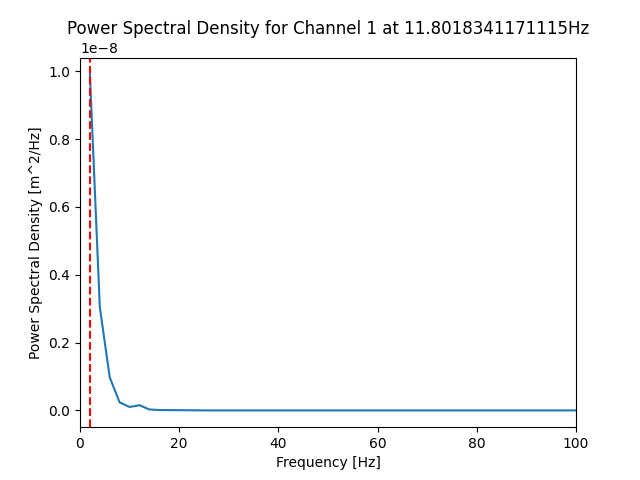 Power Spectral Density for Channel 1 at 11.8018341171115Hz
1e−8
1.0
0.8
0.6
0.4
0.2
0.0
Power Spectral Density [m^2/Hz]
0 20 40 60 80 100
Frequency [Hz]